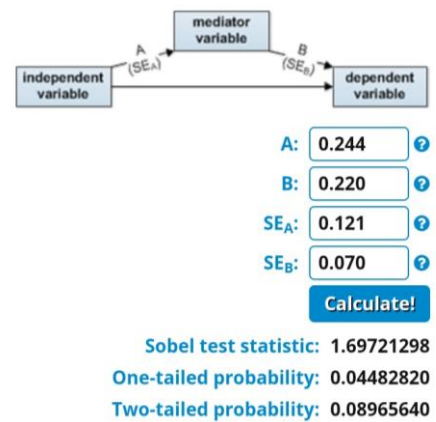 mediator
variable
A
(SEA)
B
(SEB)
independent
variable
dependent
variable
A: 0.244 ?
B: 0.220 ?
SEA: 0.121 ?
SEB: 0.070 ?
Calculate!
Sobel test statistic: 1.69721298
One-tailed probability: 0.04482820
Two-tailed probability: 0.08965640